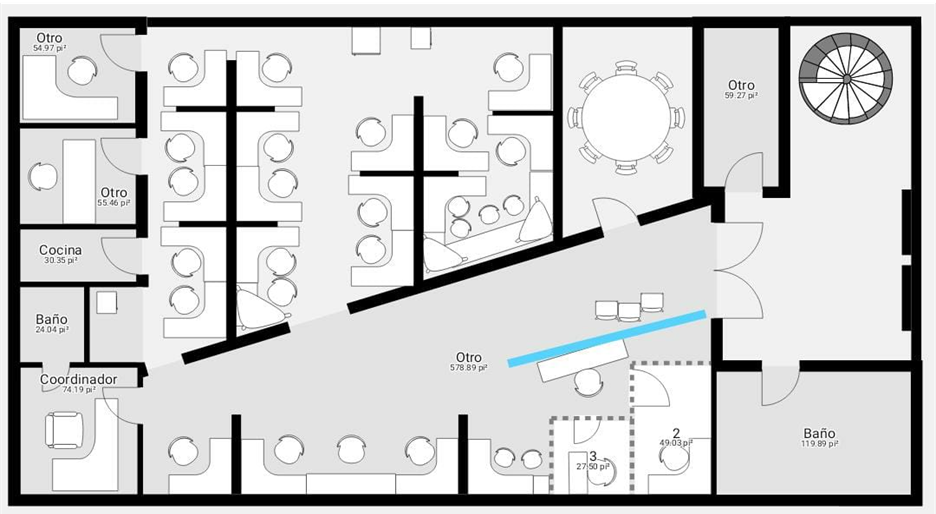 Otro
54.97 pi²
Otro
59.27 pi²
Otro
55.46 pi²
Cocina
30.35 pi²
Baño
24.04 pi²
Otro
578.89 pi²
Coordinador
74.19 pi²
2
49.03 pi²
3
27.50 pi²
Baño
119.89 pi²